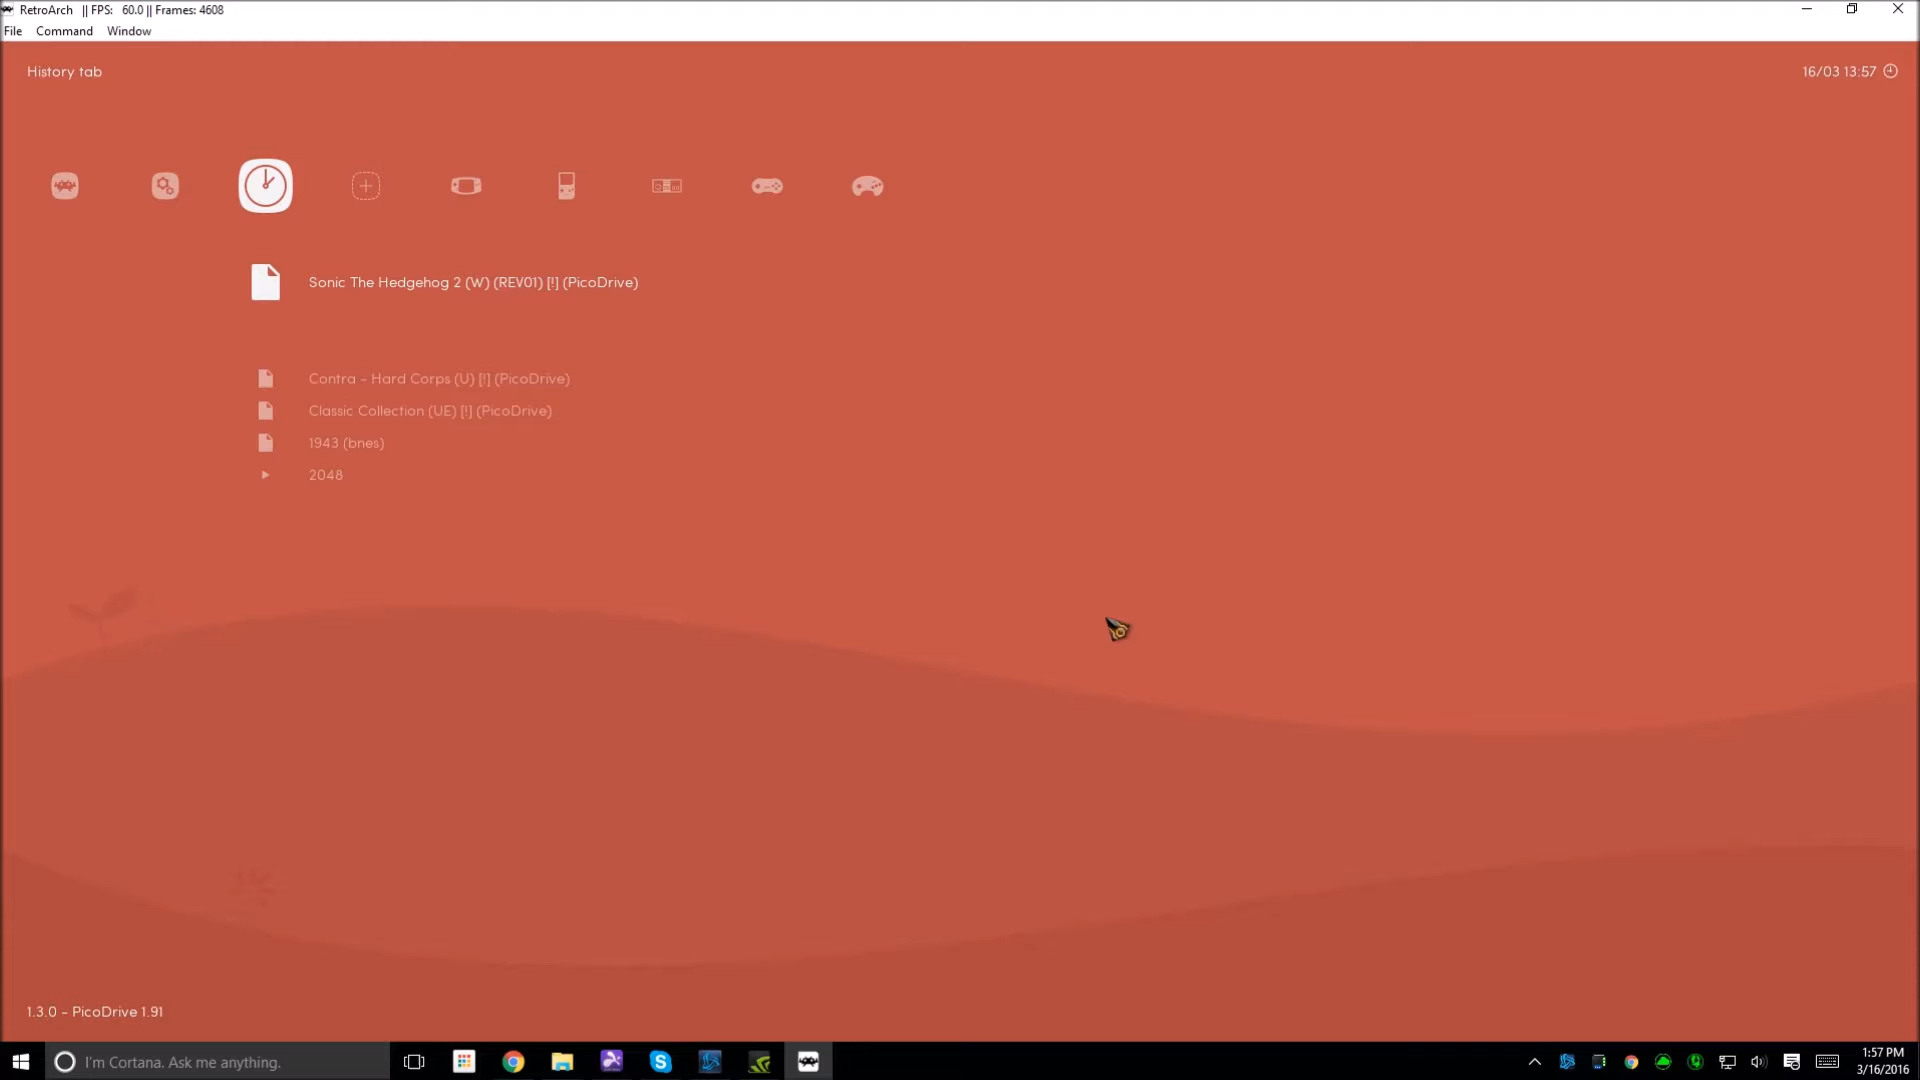 RetroArch || FPS: 60.0 || Frames: 4608
File Command Window
History tab
16/03 13:57
Sonic The Hedgehog 2 (W) (REV01) [!] (PicoDrive)
Contra - Hard Corps (U) [!] (PicoDrive)
Classic Collection (UE) [!] (PicoDrive)
1943 (bnes)
2048
1.3.0 - PicoDrive 1.91
I'm Cortana. Ask me anything.
1:57 PM
3/16/2016